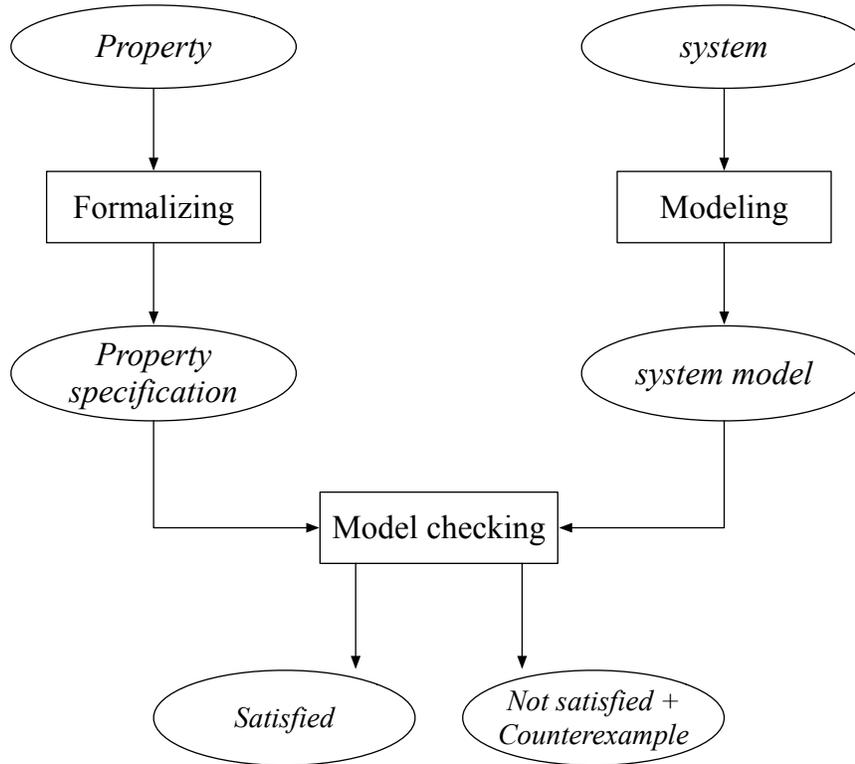 Property
system
Formalizing
Modeling
Property
specification
system model
Model checking
Satisfied
Not satisfied +
Counterexample